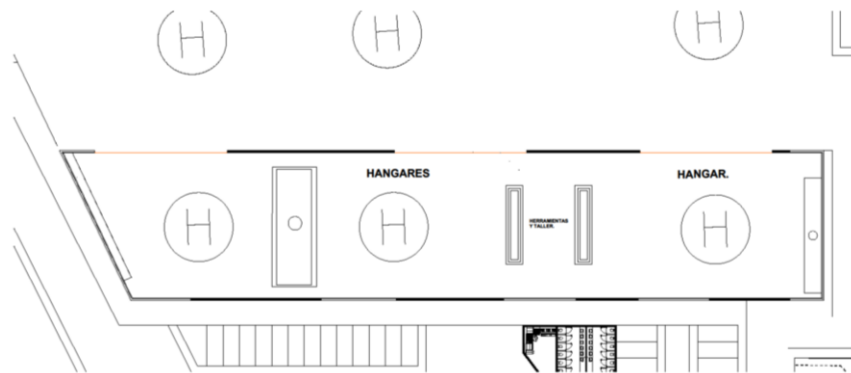 H H H
HANGARES HANGAR.
H H H
HERRAMIENTAS
Y TALLER.